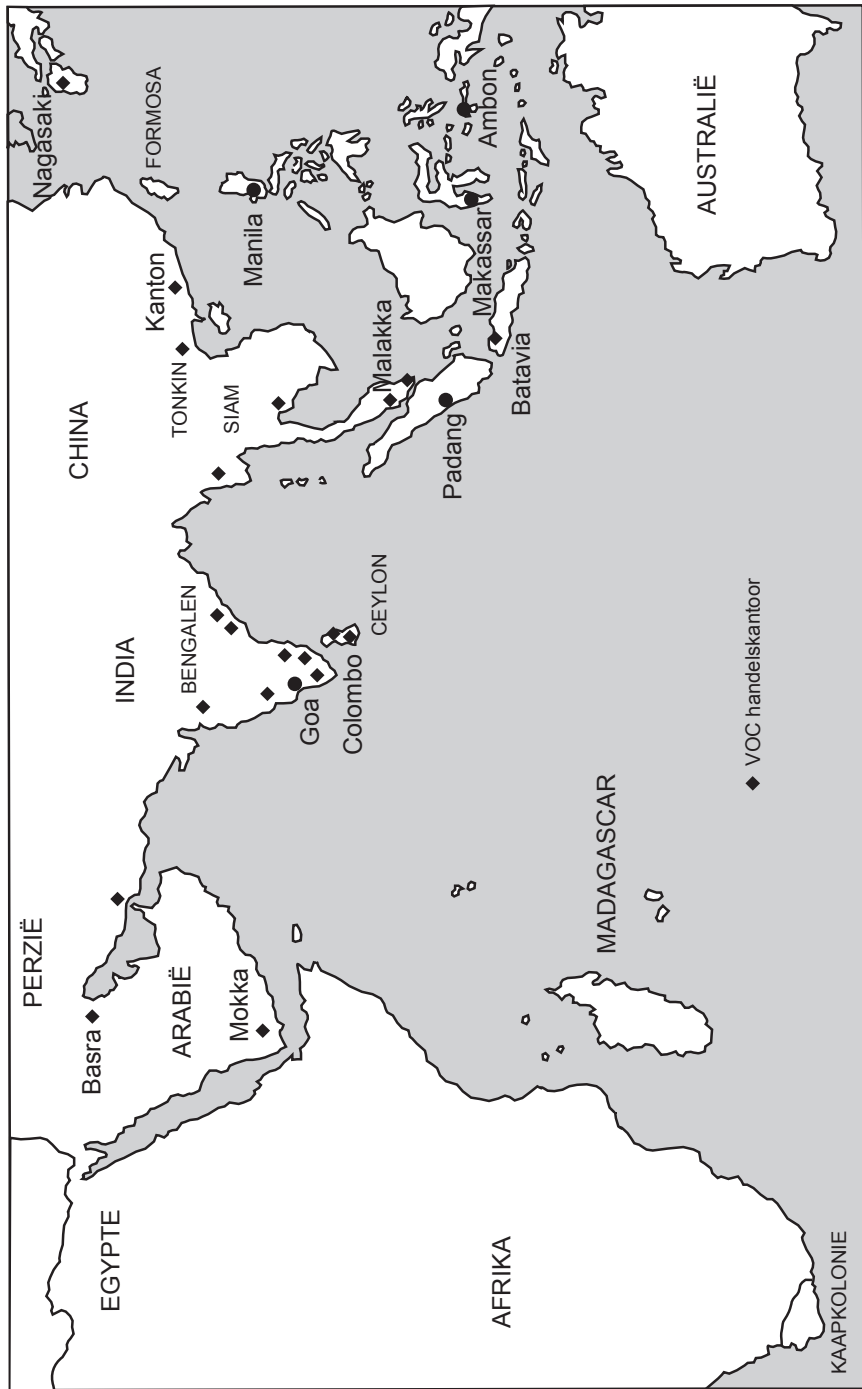 PERZIË
CHINA
INDIA
Nagasaki
EGYPTE
Basra
ARABIË
Mokka
BENGALEN
TONKIN
Kanton
FORMOSA
SIAM
Manila
Goa
Colombo
CEYLON
Malakka
Padang
Batavia
Makassar
Ambon
AFRIKA
MADAGASCAR
AUSTRALIË
VOC handelskantoor
KAAPKOLONIE